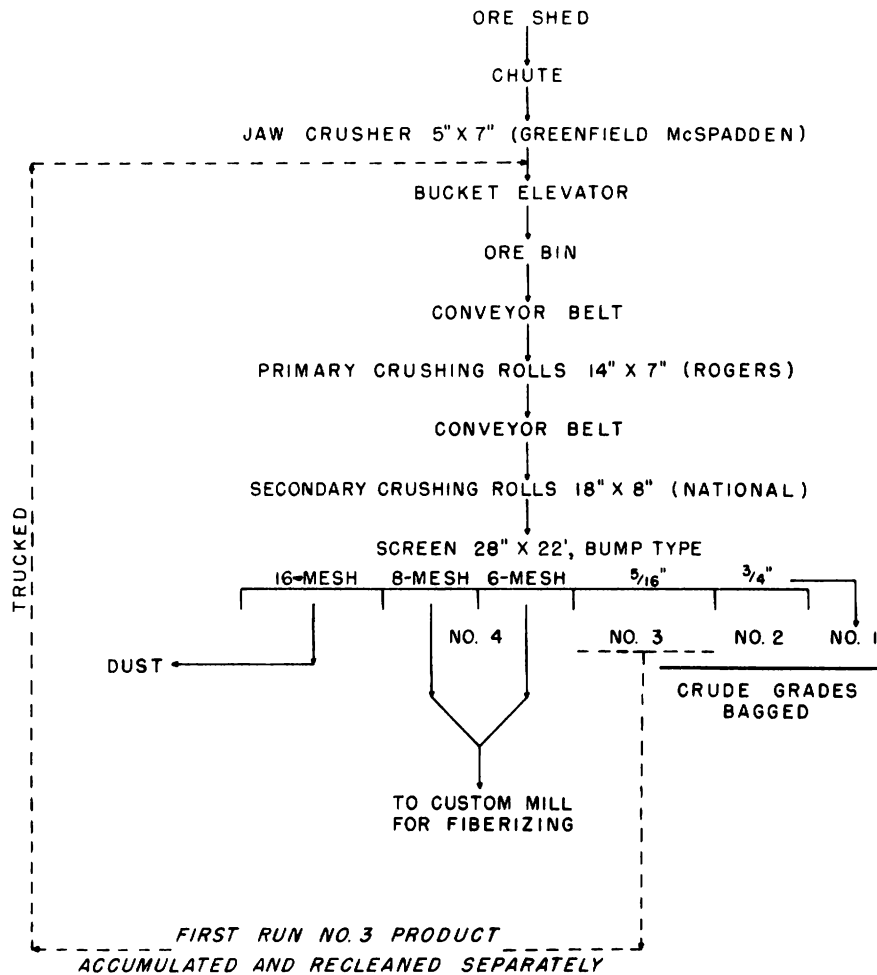 ORE SHED
CHUTE
JAW CRUSHER 5" X 7" (GREENFIELD McSPADDEN)
BUCKET ELEVATOR
ORE BIN
CONVEYOR BELT
PRIMARY CRUSHING ROLLS 14" X 7" (ROGERS)
CONVEYOR BELT
SECONDARY CRUSHING ROLLS 18" X 8" (NATIONAL)
TRUCKED
SCREEN 28" X 22', BUMP TYPE
16-MESH 8-MESH 6-MESH 5/16" 3/4"
NO. 4 NO. 3 NO. 2 NO. 1
DUST
CRUDE GRADES
BAGGED
TO CUSTOM MILL
FOR FIBERIZING
FIRST RUN NO. 3 PRODUCT
ACCUMULATED AND RECLEANED SEPARATELY